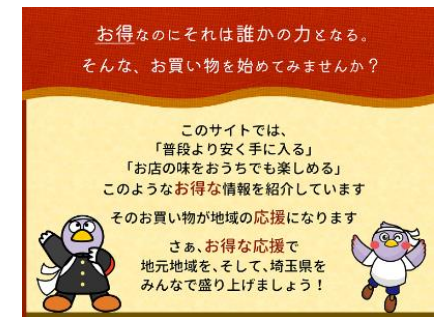 お得なのにそれは誰かの力となる。
そんな、お買い物を始めてみませんか？
このサイトでは、
「普段より安く手に入る」
「お店の味をおうちでも楽しめる」
このようなお得な情報を紹介しています
そのお買い物が地域の応援になります
さぁ、お得な応援で
地元地域を、そして、埼玉県を
みんなで盛り上げましょう！